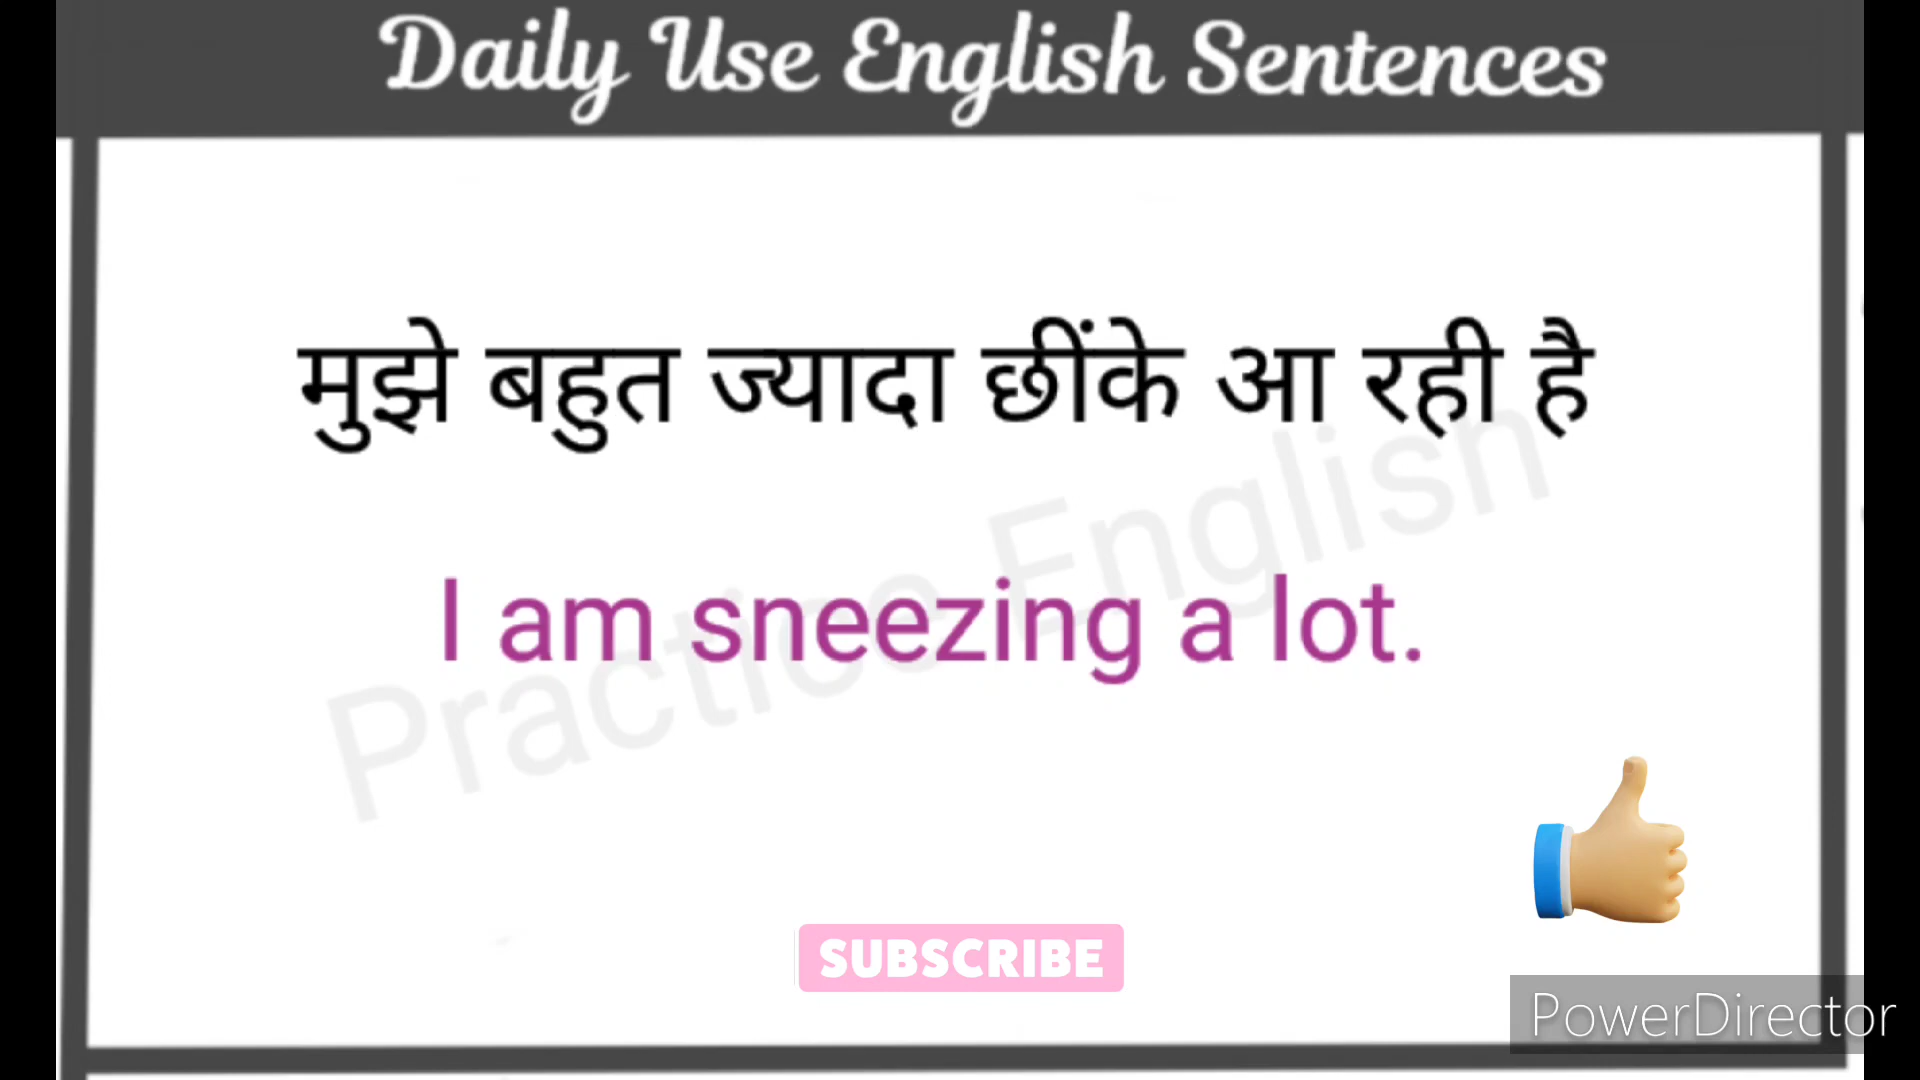 Daily Use English Sentences
मुझे बहुत ज्यादा छींके आ रही है
Practice English
I am sneezing a lot.
SUBSCRIBE
PowerDirector